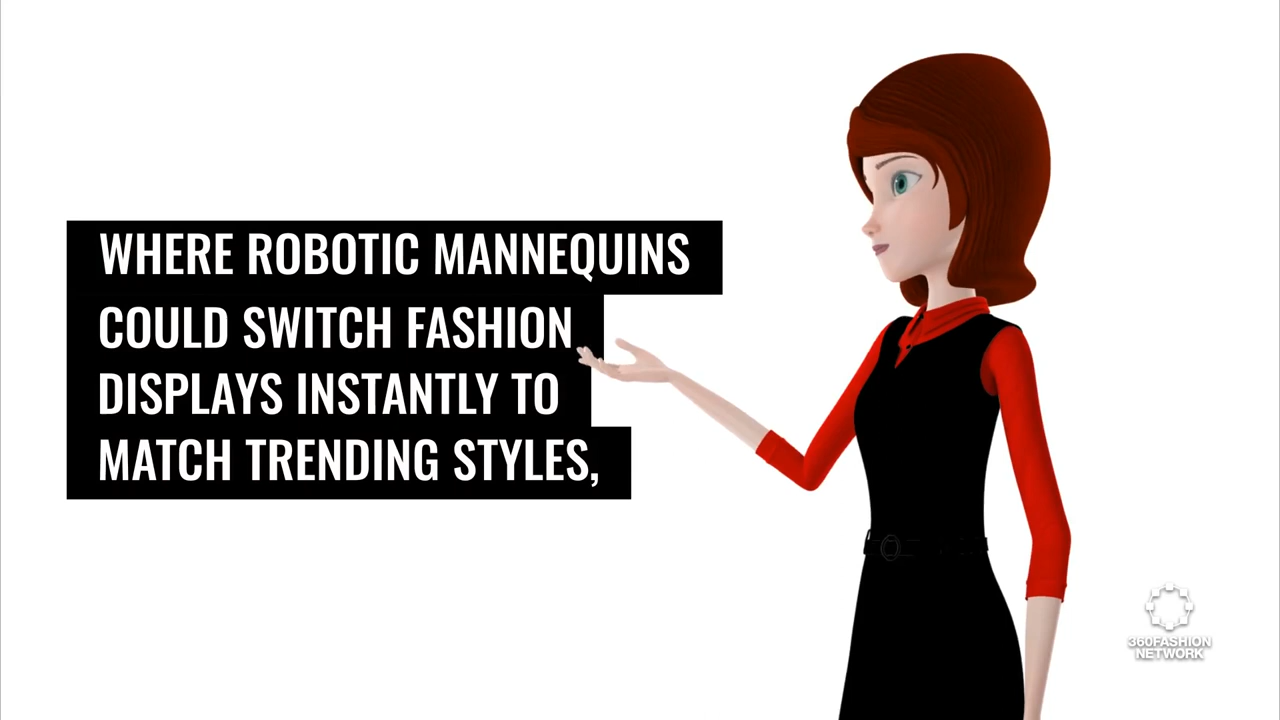 WHERE ROBOTIC MANNEQUINS
COULD SWITCH FASHION
DISPLAYS INSTANTLY TO
MATCH TRENDING STYLES,
360FASHION
NETWORK